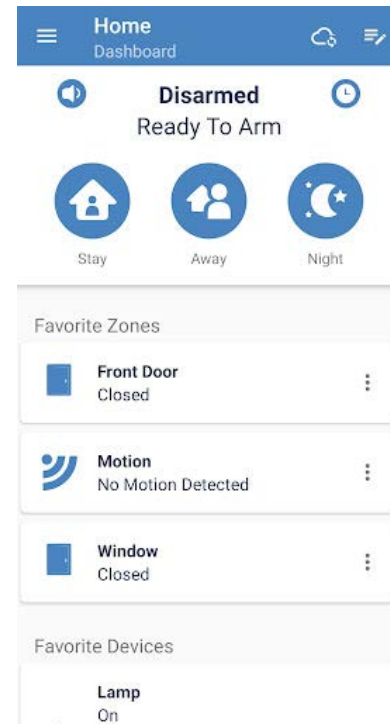 Home
Dashboard
Disarmed
Ready To Arm
Stay Away Night
Favorite Zones
Front Door
Closed
Motion
No Motion Detected
Window
Closed
Favorite Devices
Lamp
On